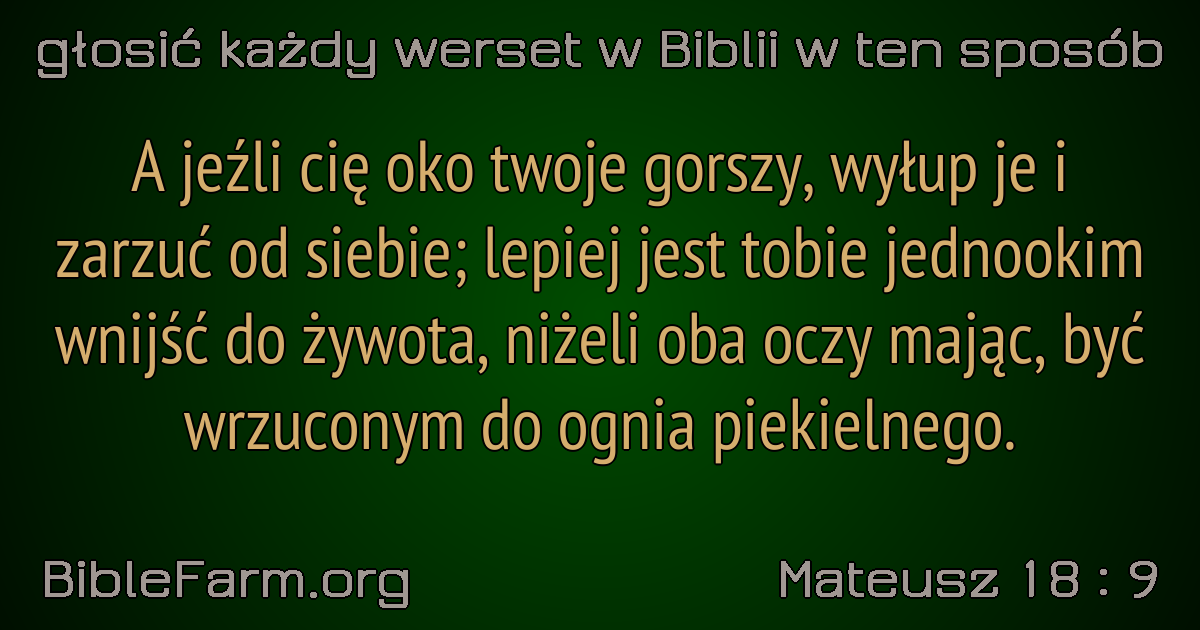 głosić każdy werset w Biblii w ten sposób
A jeźli cię oko twoje gorszy, wyłup je i
zarzuć od siebie; lepiej jest tobie jednookim
wnijść do żywota, niżeli oba oczy mając, być
wrzuconym do ognia piekielnego.
BibleFarm.org
Mateusz 18 : 9